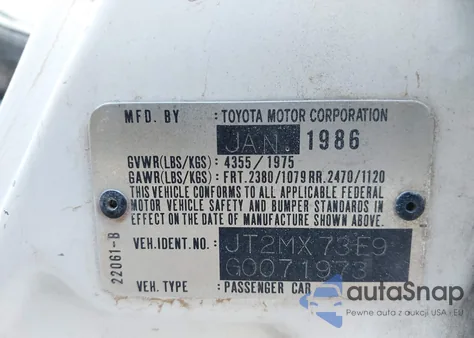 MFD. BY : TOYOTA MOTOR CORPORATION
JAN. 1986
GVWR(LBS/KGS) : 4355/1975
GAWR(LBS/KGS) : FRT. 2380/1079 RR. 2470/1120
THIS VEHICLE CONFORMS TO ALL APPLICABLE FEDERAL
MOTOR VEHICLE SAFETY AND BUMPER STANDARDS IN
EFFECT ON THE DATE OF MANUFACTURE SHOWN ABOVE.
VEH.IDENT.NO. : JT2MX73E9
G0071973
VEH. TYPE : PASSENGER CAR
22061-B
autoSnap
Pewne auta z aukcji USA i EU